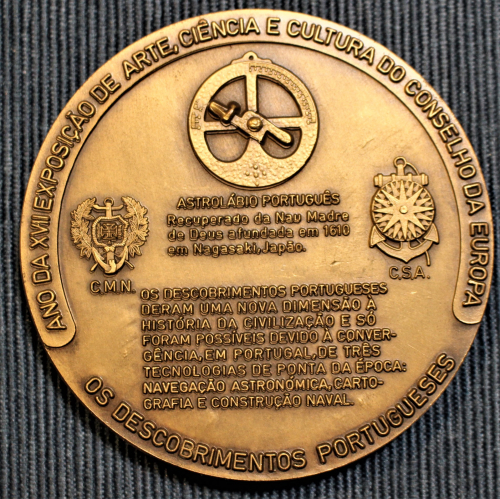 ANO DA XVII EXPOSIÇÃO DE ARTE, CIÊNCIA E CULTURA DO CONSELHO DA EUROPA
ASTROLÁBIO PORTUGUÊS
Recuperado da Nau Madre
de Deus afundada em 1610
em Nagasaki, Japão.
C.M.N.
C.S.A.
OS DESCOBRIMENTOS PORTUGUESES
DERAM UMA NOVA DIMENSÃO À
HISTÓRIA DA CIVILIZAÇÃO E SÓ
FORAM POSSÍVEIS DEVIDO À CONVER-
GÊNCIA, EM PORTUGAL, DE TRÊS
TECNOLOGIAS DE PONTA DA ÉPOCA:
NAVEGAÇÃO ASTRONÓMICA, CARTO-
GRAFIA E CONSTRUÇÃO NAVAL.
OS DESCOBRIMENTOS PORTUGUESES